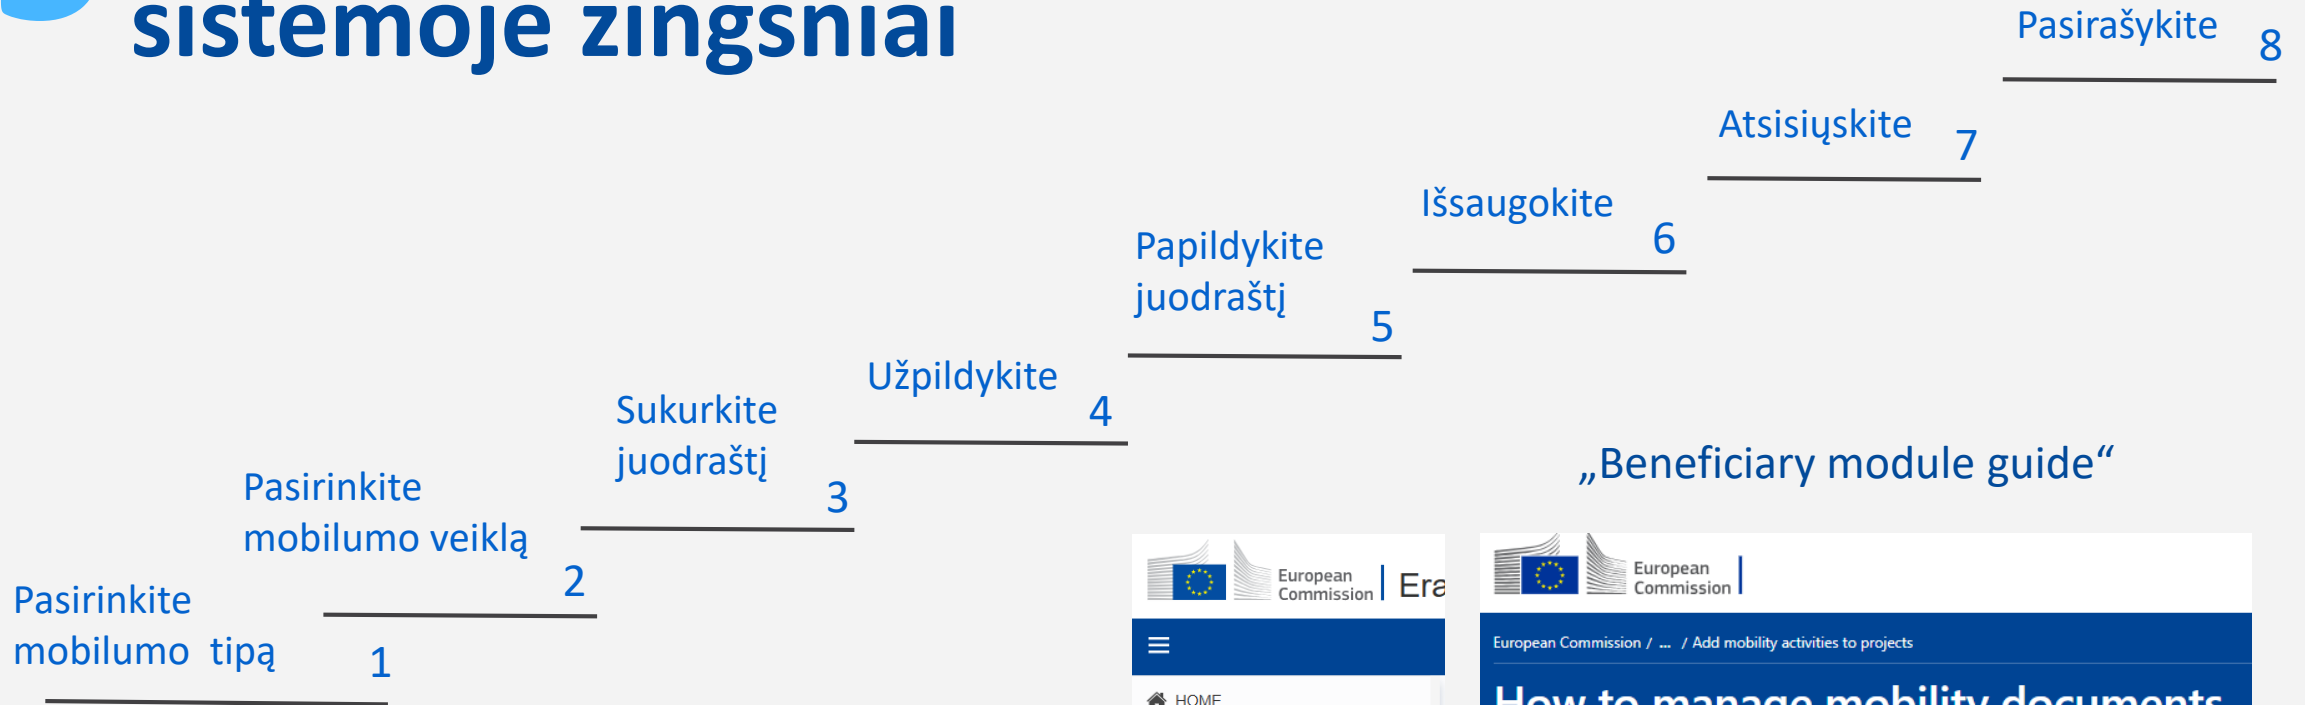 sistemoje žingsniai
Pasirašykite 8
Atsisiųskite 7
Išsaugokite 6
Papildykite
juodraštį 5
Užpildykite 4
Sukurkite
juodraštį 3
Pasirinkite
mobilumo veiklą 2
Pasirinkite
mobilumo tipą 1
„Beneficiary module guide“
European
Commission
Era
HOME
European
Commission
European Commission / ... / Add mobility activities to projects
How to manage mobility documents